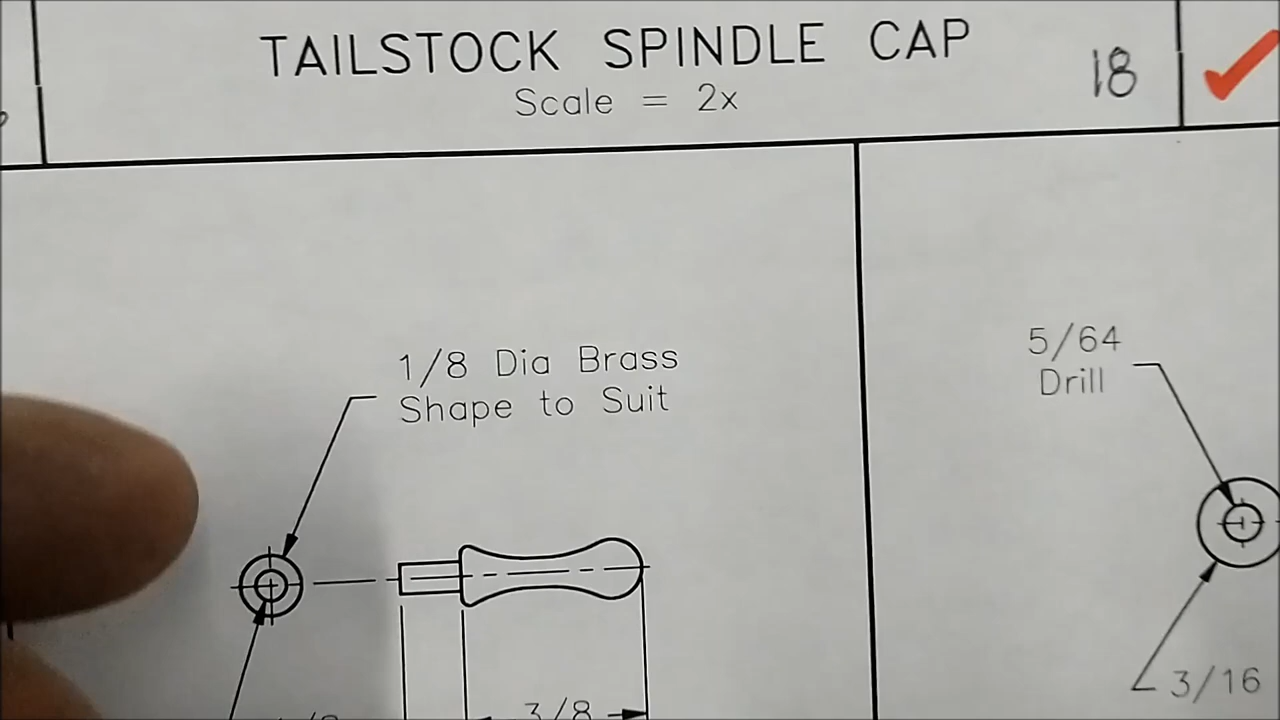 TAILSTOCK SPINDLE CAP
Scale = 2x
18
1/8 Dia Brass
Shape to Suit
5/64
Drill
3/16
3/8